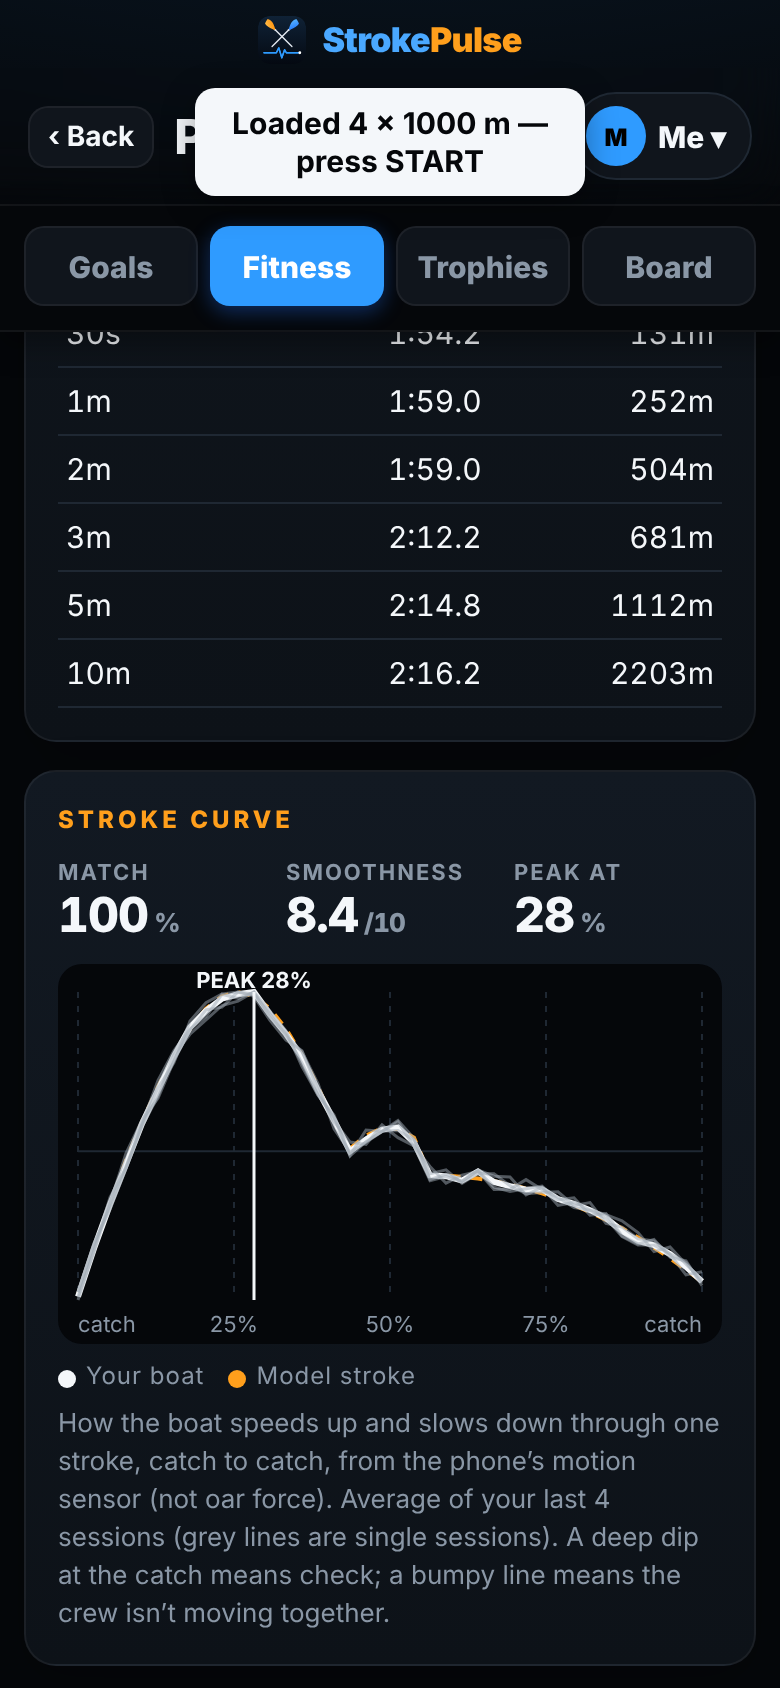 StrokePulse
‹ Back
P
Loaded 4 × 1000 m —
press START
M
Me ▾
Goals
Fitness
Trophies
Board
30s 1:54.2 131m
1m 1:59.0 252m
2m 1:59.0 504m
3m 2:12.2 681m
5m 2:14.8 1112m
10m 2:16.2 2203m
STROKE CURVE
MATCH SMOOTHNESS PEAK AT
100 % 8.4 /10 28 %
PEAK 28%
catch 25% 50% 75% catch
Your boat Model stroke
How the boat speeds up and slows down through one
stroke, catch to catch, from the phone’s motion
sensor (not oar force). Average of your last 4
sessions (grey lines are single sessions). A deep dip
at the catch means check; a bumpy line means the
crew isn’t moving together.